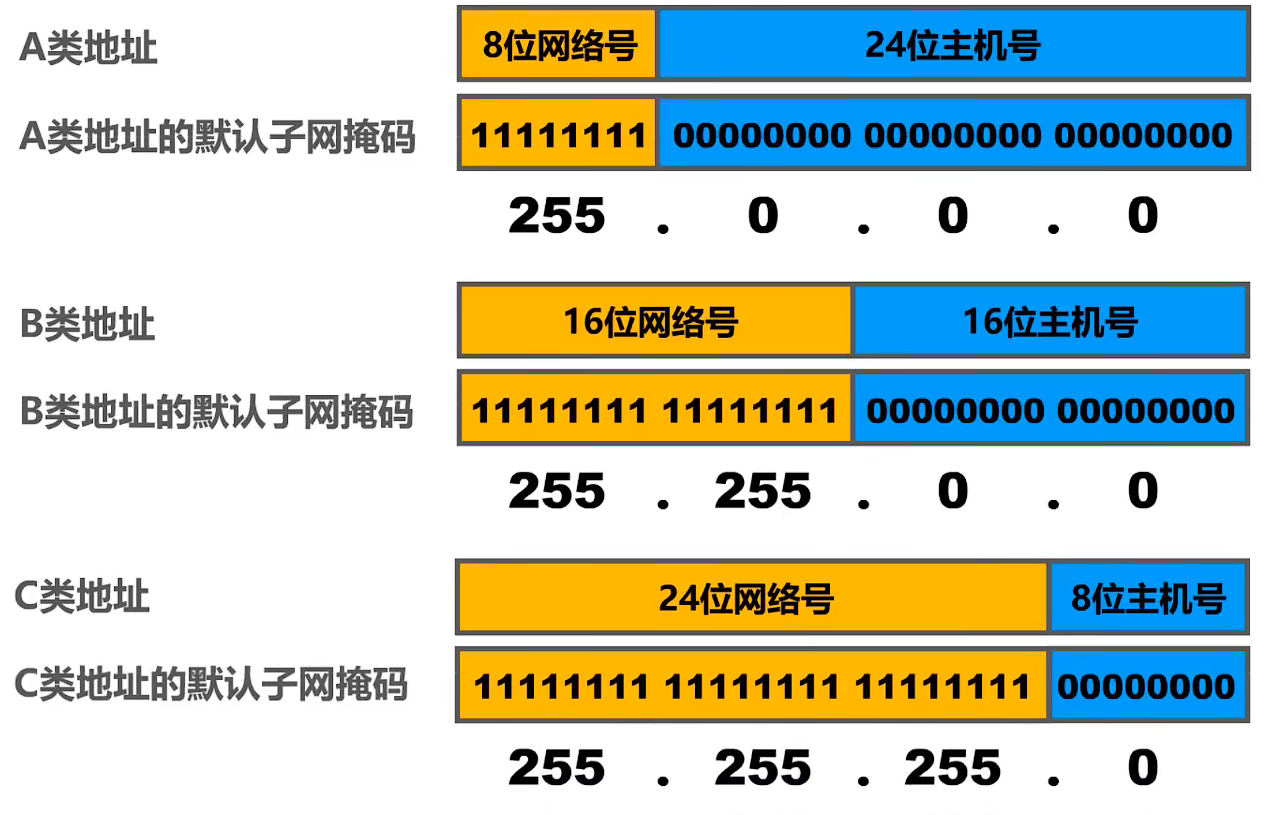 A类地址 8位网络号 24位主机号
A类地址的默认子网掩码 11111111 00000000 00000000 00000000
255 . 0 . 0 . 0
B类地址 16位网络号 16位主机号
B类地址的默认子网掩码 11111111 11111111 00000000 00000000
255 . 255 . 0 . 0
C类地址 24位网络号 8位主机号
C类地址的默认子网掩码 11111111 11111111 11111111 00000000
255 . 255 . 255 . 0